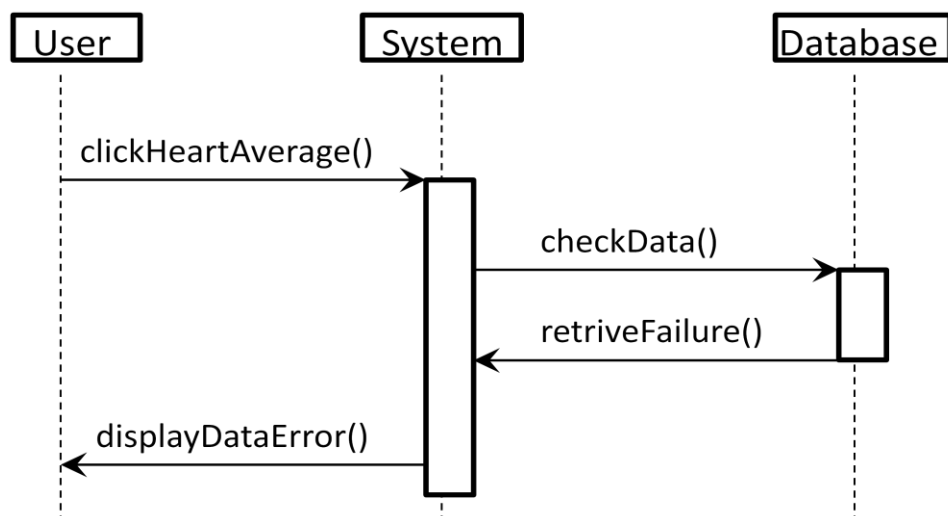 User
System
Database
clickHeartAverage()
checkData()
retriveFailure()
displayDataError()